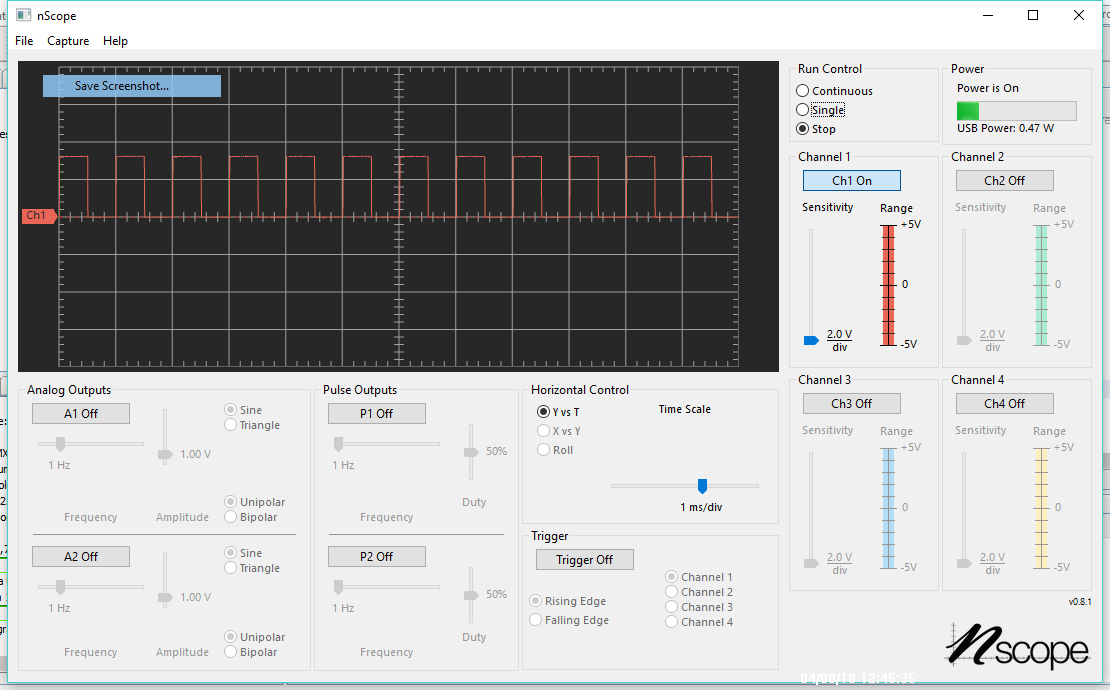 nScope
File Capture Help
Save Screenshot...
Ch1
Run Control
Continuous
Single
Stop
Power
Power is On
USB Power: 0.47 W
Channel 1
Ch1 On
Sensitivity
Range
+5V
0
-5V
2.0 V
div
Channel 2
Ch2 Off
Sensitivity
Range
+5V
0
-5V
2.0 V
div
Analog Outputs
A1 Off
Sine
Triangle
1.00 V
1 Hz
Unipolar
Bipolar
Frequency
Amplitude
A2 Off
Sine
Triangle
1.00 V
1 Hz
Unipolar
Bipolar
Frequency
Amplitude
Pulse Outputs
P1 Off
50%
1 Hz
Duty
Frequency
P2 Off
50%
1 Hz
Duty
Frequency
Horizontal Control
Y vs T
X vs Y
Roll
Time Scale
1 ms/div
Trigger
Trigger Off
Rising Edge
Falling Edge
Channel 1
Channel 2
Channel 3
Channel 4
Channel 3
Ch3 Off
Sensitivity
Range
+5V
0
-5V
2.0 V
div
Channel 4
Ch4 Off
Sensitivity
Range
+5V
0
-5V
2.0 V
div
v0.8.1
nscope
04/08/18 12:45:35